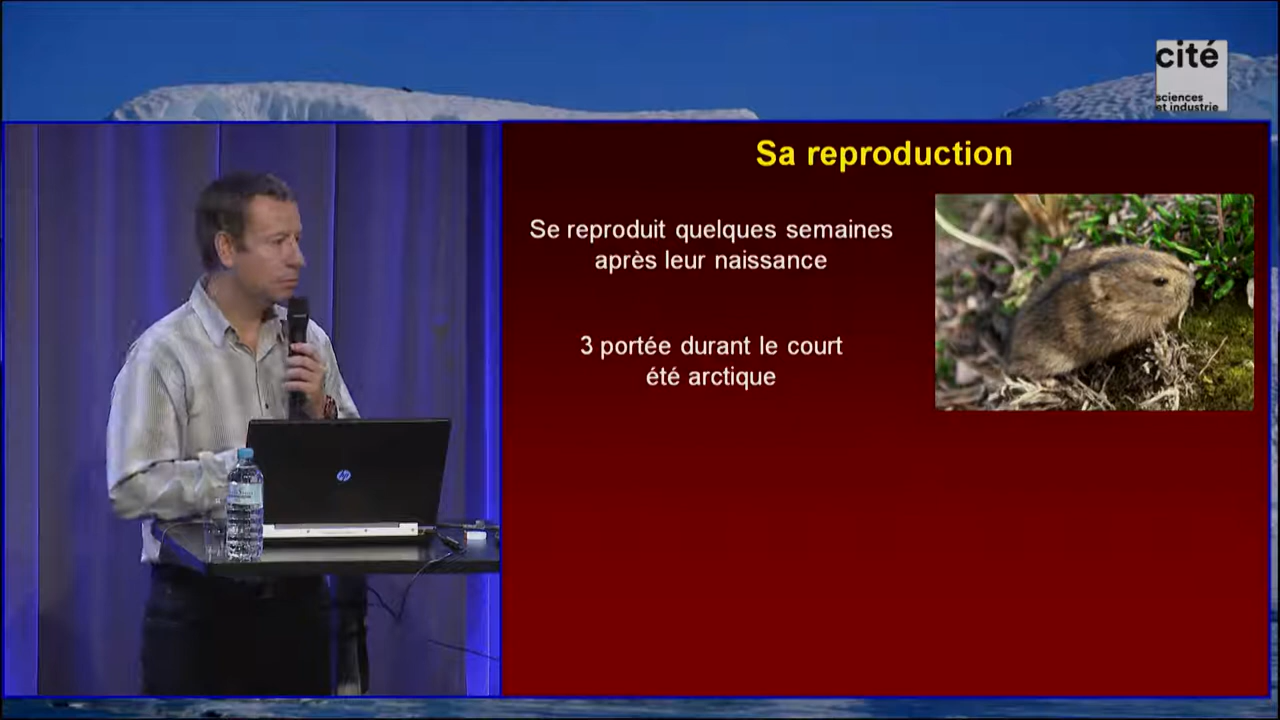 cité
sciences
et industrie
Sa reproduction
Se reproduit quelques semaines
après leur naissance
3 portée durant le court
été arctique
hp